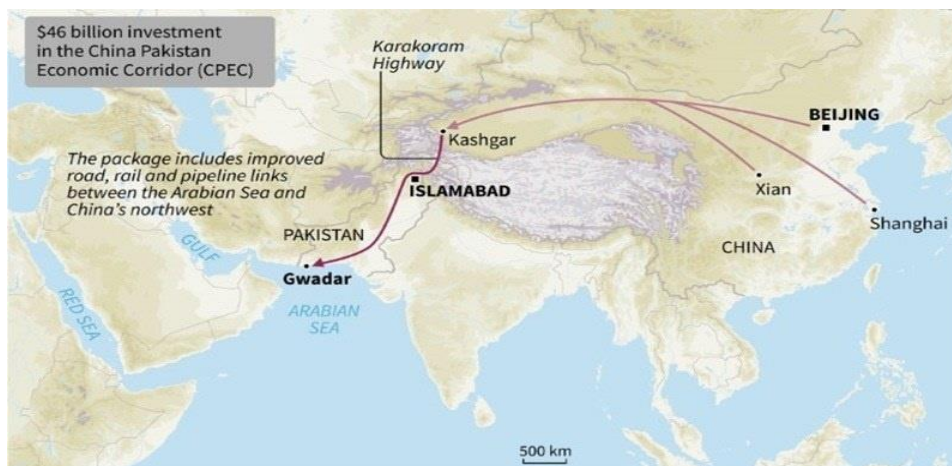 $46 billion investment
in the China Pakistan
Economic Corridor (CPEC)
Karakoram
Highway
BEIJING
Kashgar
The package includes improved
road, rail and pipeline links
between the Arabian Sea and
China's northwest
ISLAMABAD
Xian
Shanghai
PAKISTAN
CHINA
GULF
Gwadar
RED SEA
ARABIAN
SEA
500 km